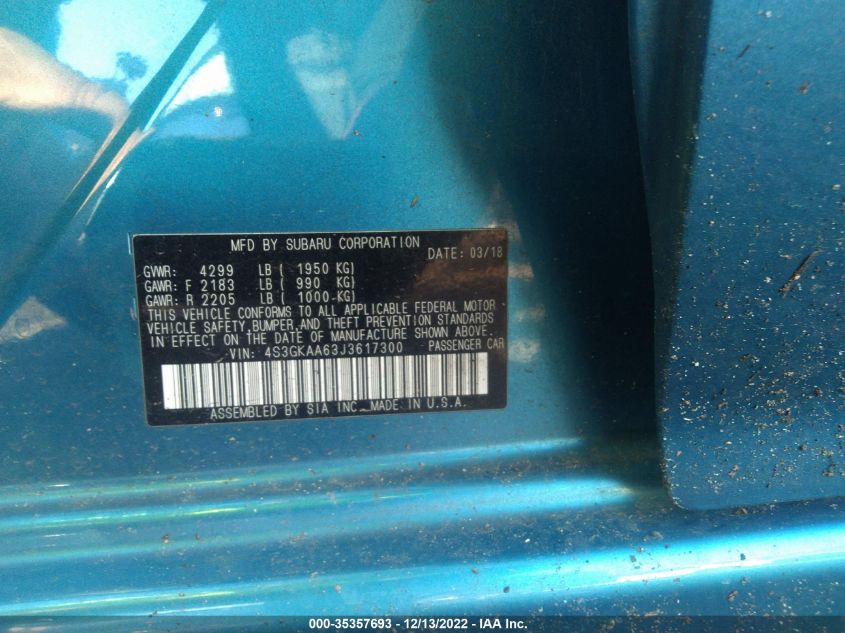 MFD BY SUBARU CORPORATION DATE: 03/18
GVWR: 4299 LB ( 1950 KG)
GAWR: F 2183 LB ( 990 KG)
GAWR: R 2205 LB ( 1000 KG)
THIS VEHICLE CONFORMS TO ALL APPLICABLE FEDERAL MOTOR
VEHICLE SAFETY, BUMPER, AND THEFT PREVENTION STANDARDS
IN EFFECT ON THE DATE OF MANUFACTURE SHOWN ABOVE.
VIN: 4S3GKAA63J3617300 PASSENGER CAR
ASSEMBLED BY SIA INC. MADE IN U.S.A.
000-35357693 - 12/13/2022 - IAA Inc.